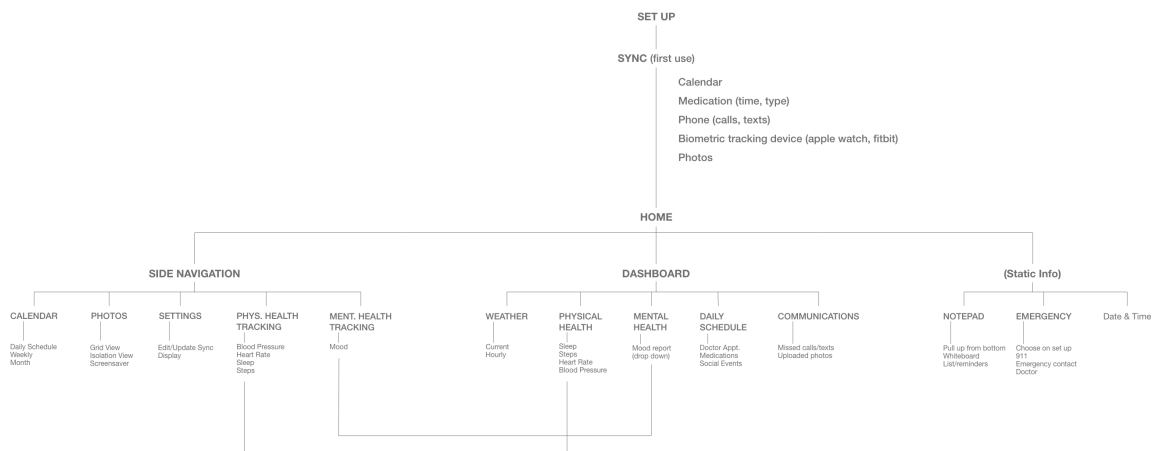 SET UP
SYNC (first use)
Calendar
Medication (time, type)
Phone (calls, texts)
Biometric tracking device (apple watch, fitbit)
Photos
HOME
SIDE NAVIGATION
DASHBOARD
(Static Info)
CALENDAR
Daily Schedule
Weekly
Month
PHOTOS
Grid View
Isolation View
Screensaver
SETTINGS
Edit/Update Sync
Display
PHYS. HEALTH
TRACKING
Blood Pressure
Heart Rate
Sleep
Steps
MENT. HEALTH
TRACKING
Mood
WEATHER
Current
Hourly
PHYSICAL
HEALTH
Sleep
Steps
Heart Rate
Blood Pressure
MENTAL
HEALTH
Mood report
(drop down)
DAILY
SCHEDULE
Doctor Appt.
Medications
Social Events
COMMUNICATIONS
Missed calls/texts
Uploaded photos
NOTEPAD
Pull up from bottom
Whiteboard
List/reminders
EMERGENCY
Choose on set up
911
Emergency contact
Doctor
Date & Time